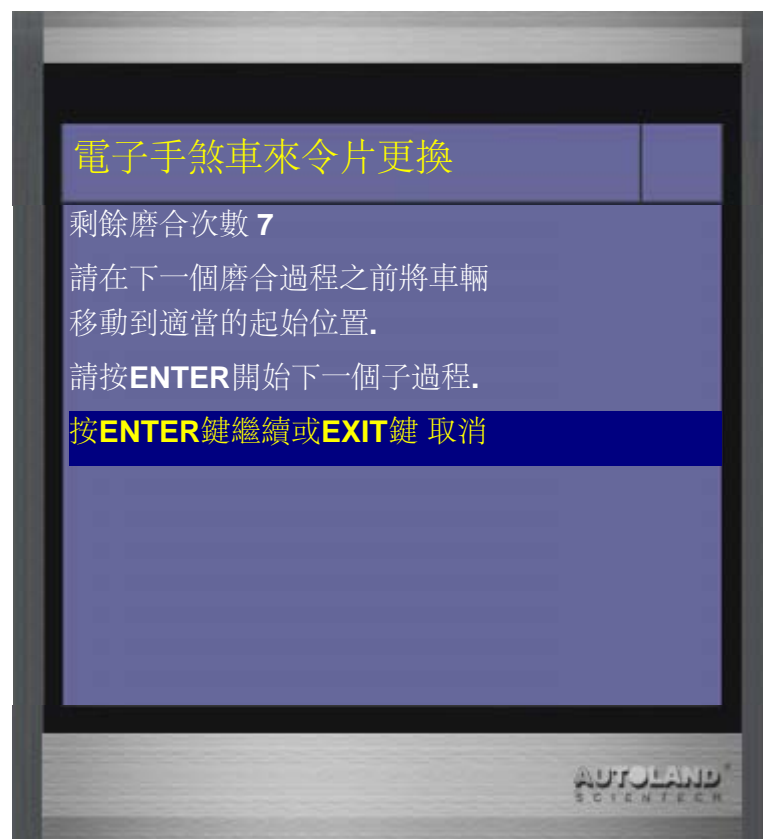 電子手煞車來令片更換
剩餘磨合次數 7
請在下一個磨合過程之前將車輛
移動到適當的起始位置.
請按ENTER開始下一個子過程.
按ENTER鍵繼續或EXIT鍵 取消
AUTOLAND
SCIENTECH